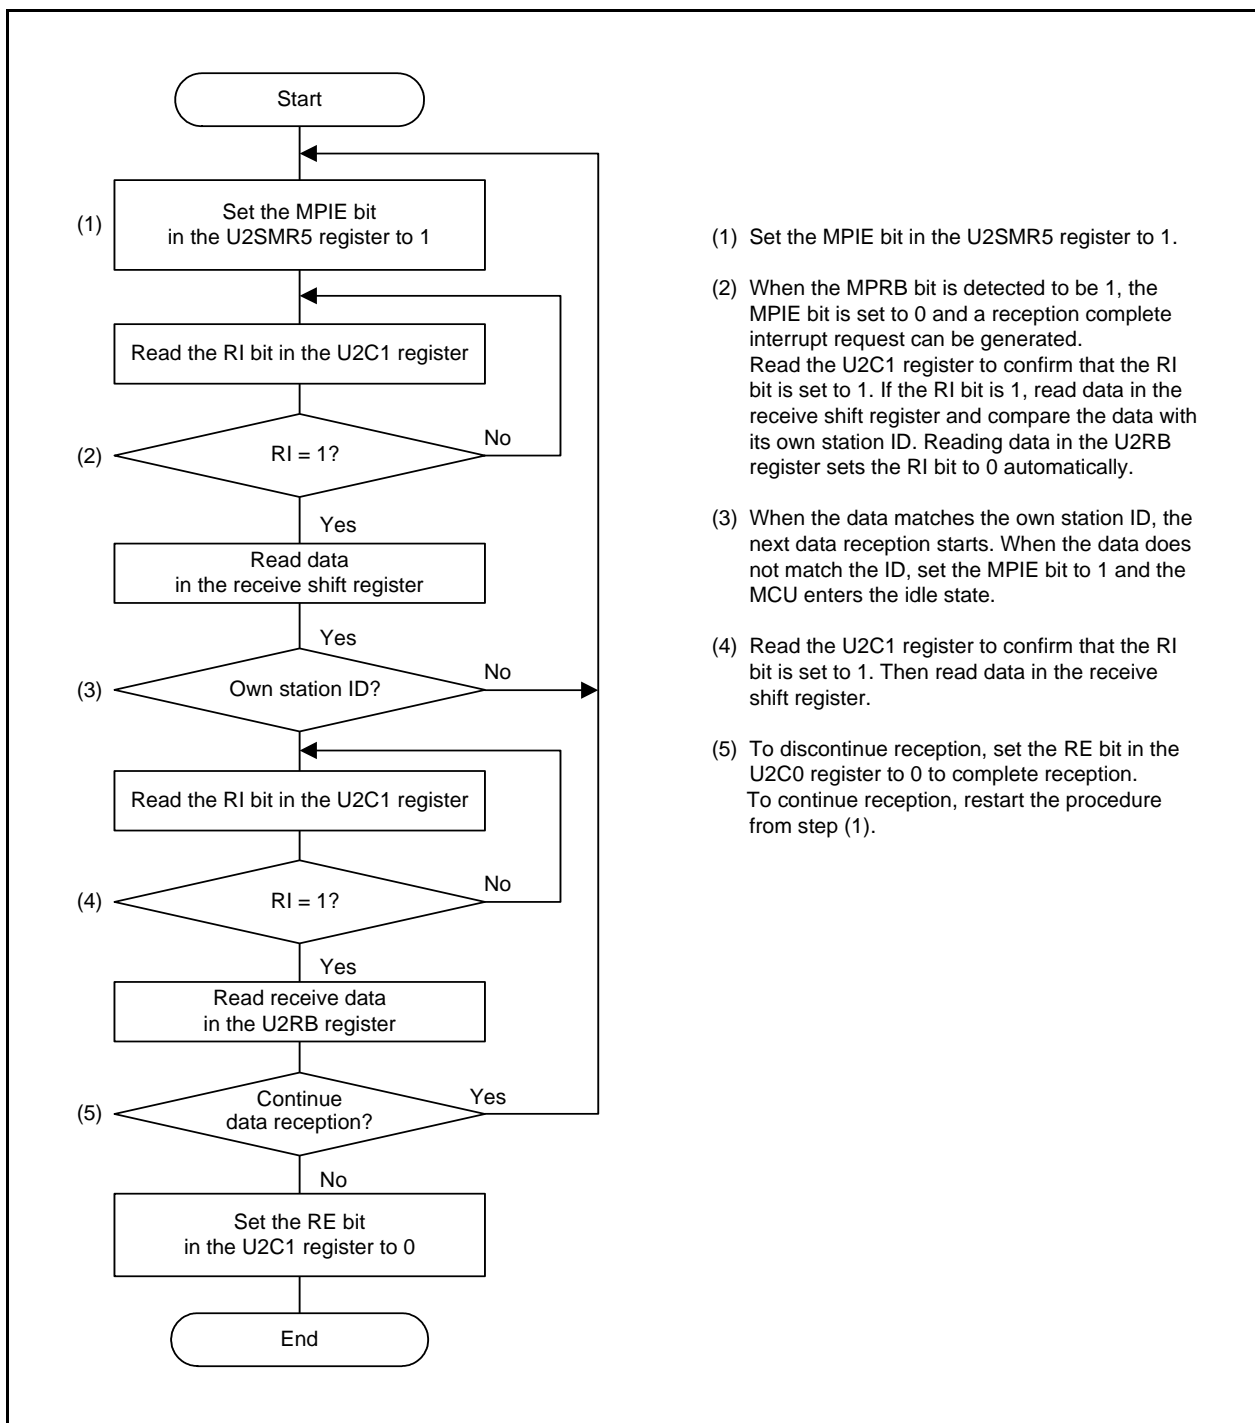 Start
(1)
Set the MPIE bit
in the U2SMR5 register to 1
Read the RI bit in the U2C1 register
(2)
RI = 1?
No
Yes
Read data
in the receive shift register
Yes
(3)
Own station ID?
No
Read the RI bit in the U2C1 register
(4)
RI = 1?
No
Yes
Read receive data
in the U2RB register
(5)
Continue
data reception?
Yes
No
Set the RE bit
in the U2C1 register to 0
End
(1) Set the MPIE bit in the U2SMR5 register to 1.
(2) When the MPRB bit is detected to be 1, the
MPIE bit is set to 0 and a reception complete
interrupt request can be generated.
Read the U2C1 register to confirm that the RI
bit is set to 1. If the RI bit is 1, read data in the
receive shift register and compare the data with
its own station ID. Reading data in the U2RB
register sets the RI bit to 0 automatically.
(3) When the data matches the own station ID, the
next data reception starts. When the data does
not match the ID, set the MPIE bit to 1 and the
MCU enters the idle state.
(4) Read the U2C1 register to confirm that the RI
bit is set to 1. Then read data in the receive
shift register.
(5) To discontinue reception, set the RE bit in the
U2C0 register to 0 to complete reception.
To continue reception, restart the procedure
from step (1).